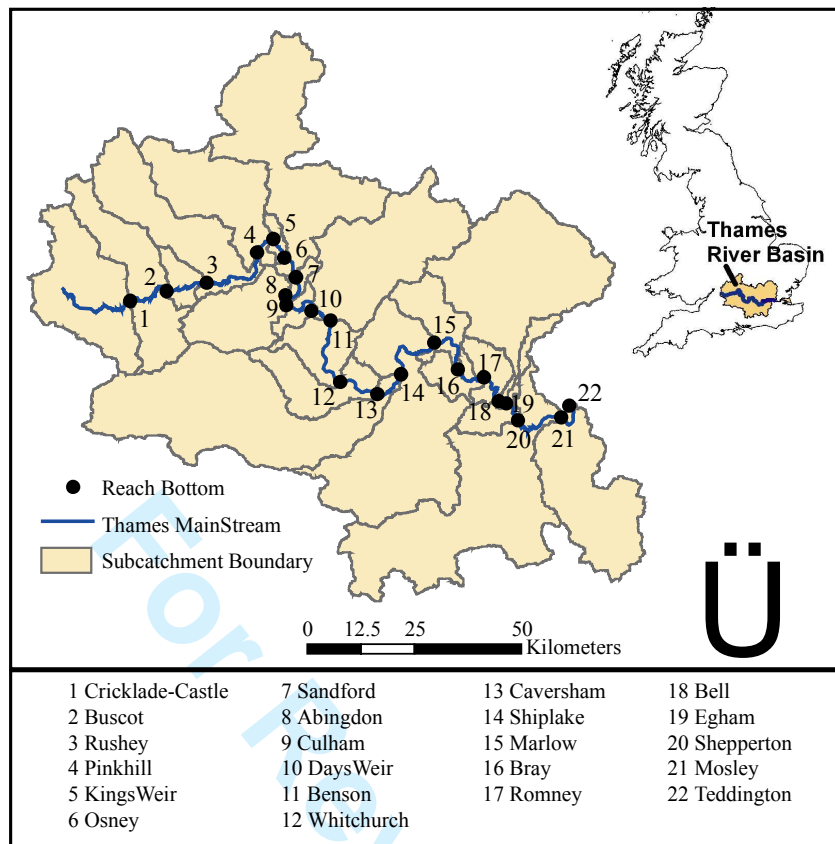 Thames
River Basin
1
2
3
4
5
6
7
8
9
10
11
12
13
14
15
16
17
18
19
20
21
22
Reach Bottom
Thames MainStream
Subcatchment Boundary
0 12.5 25 50
Kilometers
Ü
1 Cricklade-Castle
2 Buscot
3 Rushey
4 Pinkhill
5 KingsWeir
6 Osney
7 Sandford
8 Abingdon
9 Culham
10 DaysWeir
11 Benson
12 Whitchurch
13 Caversham
14 Shiplake
15 Marlow
16 Bray
17 Romney
18 Bell
19 Egham
20 Shepperton
21 Mosley
22 Teddington
For Rev